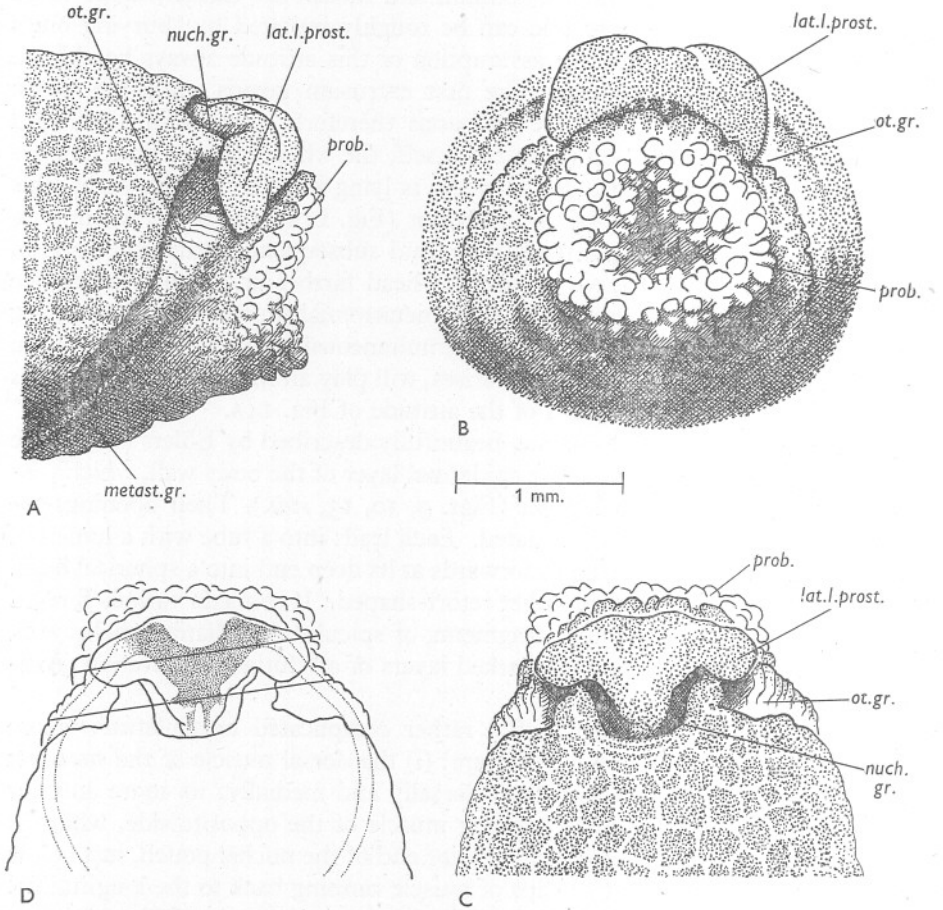 ot.gr.
nuch.gr.
lat.l.prost.
prob.
metast.gr.
A
lat.l.prost.
ot.gr.
prob.
B
1 mm.
D
prob.
lat.l.prost.
ot.gr.
nuch.
gr.
C